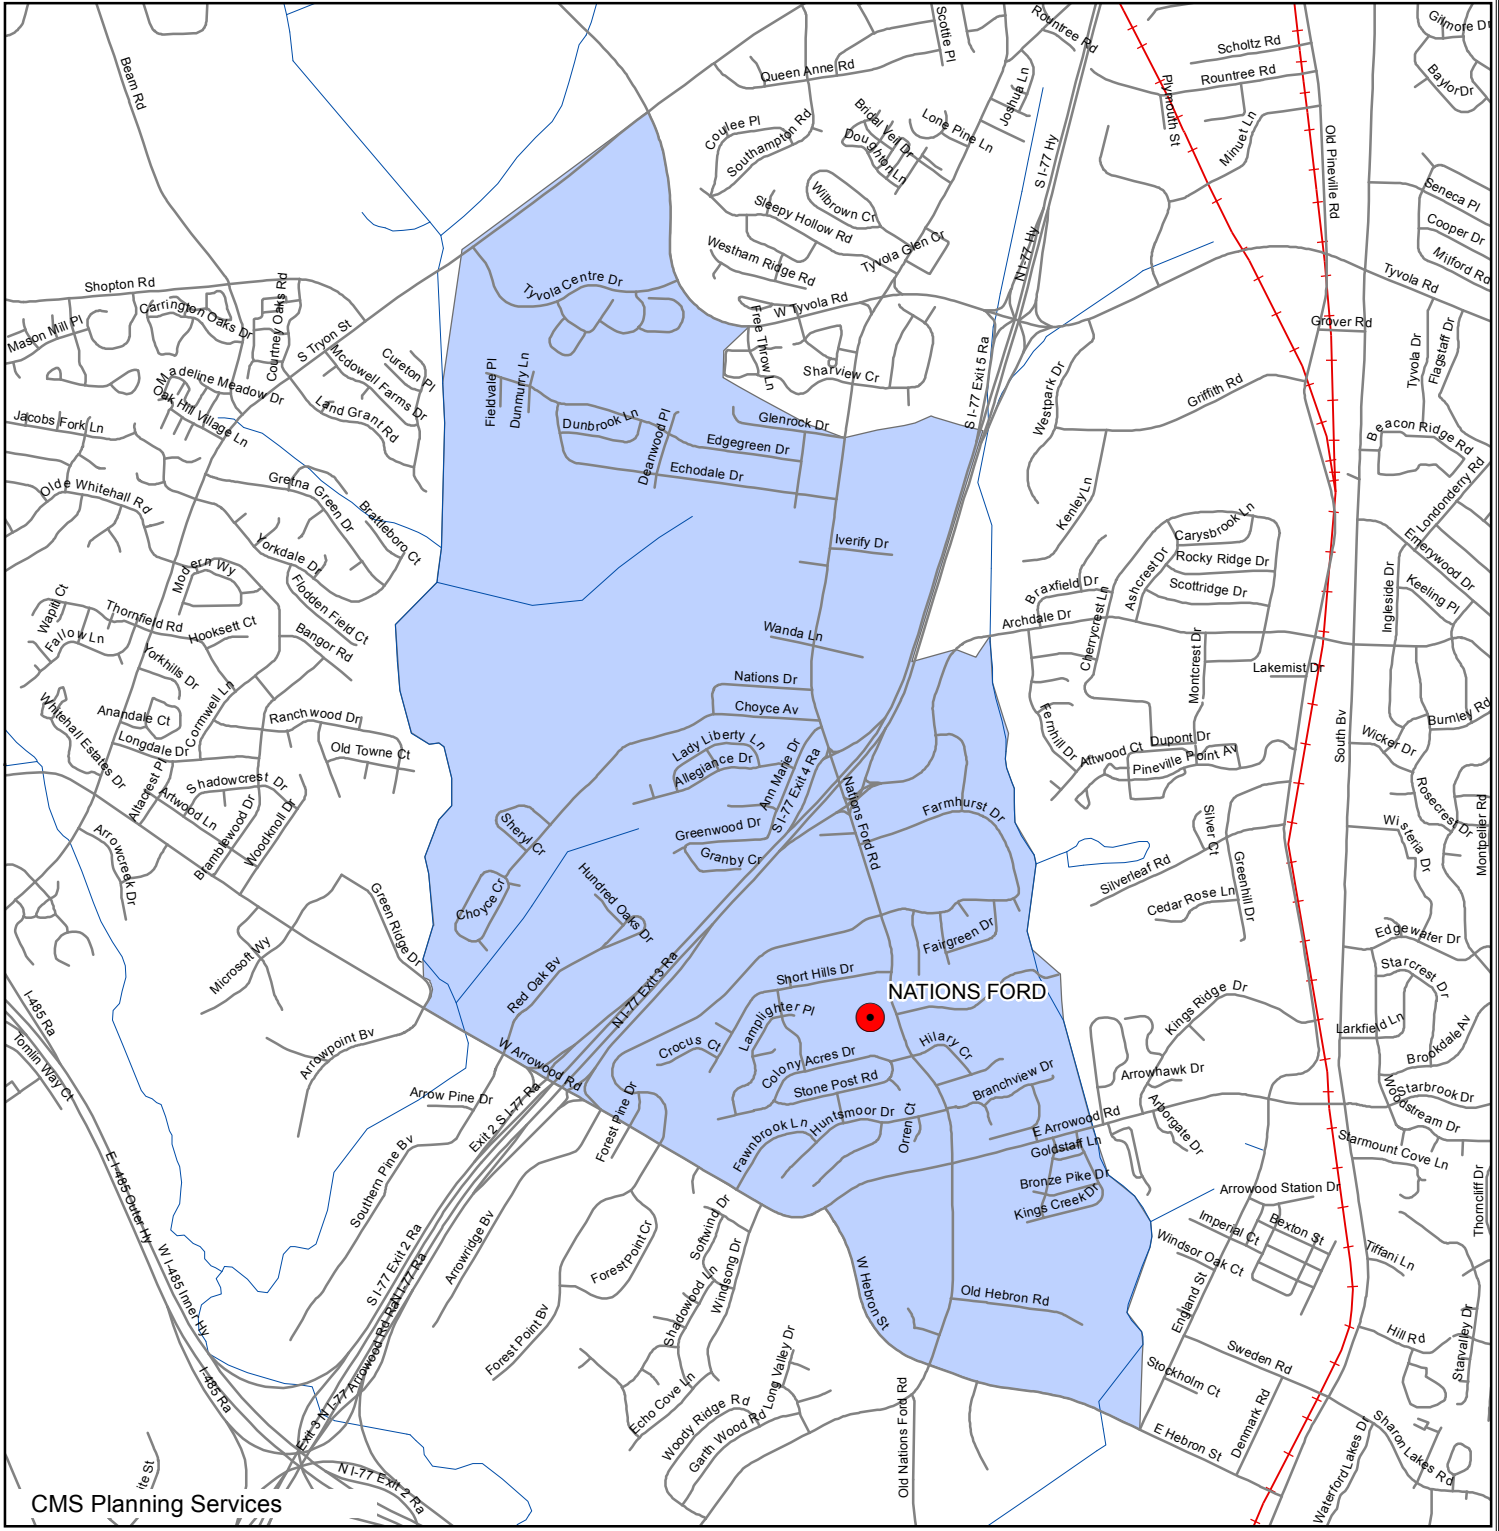 Beam Rd
Scottie Pl
Rountree Rd
Gilmore Dr
Scholtz Rd
Queen Anne Rd
Rountree Rd
Baylor Dr
Joshua Ln
Plymouth St
Coulee Pl
Southampton Rd
Bridal Veil Dr
Doughton Ln
Lone Pine Ln
S I-77 Hy
Minuet Ln
Old Pineville Rd
Wilbrown Cr
Seneca Pl
Sleepy Hollow Rd
Cooper Dr
Westham Ridge Rd
Tyvola Glen Cr
N I-77 Hy
Milford Rd
Shopton Rd
Tyvola Centre Dr
Tyvola Rd
Carrington Oaks Dr
Courtney Oaks Rd
W Tyvola Rd
Mason Mill Pl
S Tryon St
Free Throw Ln
Grover Rd
Tyvola Dr
Flagstaff Dr
Mcdowell Farms Dr
Cureton Pl
Madeline Meadow Dr
Sharview Cr
S I-77 Exit 5 Ra
Westpark Dr
Griffith Rd
Oak Hill Village Ln
Land Grant Rd
Fieldvale Pl
Dunmurry Ln
Jacobs Fork Ln
Dunbrook Ln
Deanwood Pl
Glenrock Dr
Edgegreen Dr
Echodale Dr
Beacon Ridge Rd
Olde Whitehall Rd
Gretna Green Dr
Brattleboro Ct
Kenley Ln
E Londonderry Rd
Carysbrook Ln
Iverify Dr
Yorkdale Dr
Rocky Ridge Dr
Emerywood Dr
Modern Wy
Flodden Field Ct
Braxfield Dr
Ashcrest Dr
Scottridge Dr
Ingleside Dr
Keeling Pl
Wapiti Ct
Thornfield Rd
Hooksett Ct
Bangor Rd
Wanda Ln
Archdale Dr
Cherrycrest Ln
Fallow Ln
Yorkhills Dr
Nations Dr
Montcrest Dr
Lakemist Dr
Whitehall Estates Dr
Anandale Ct
Cornwell Ln
Ranchwood Dr
Choyce Av
Fernhill Dr
South Bv
Burnley Rd
Longdale Dr
Old Towne Ct
Lady Liberty Ln
Allegiance Dr
Ann Marie Dr
S I-77 Exit 4 Ra
Attwood Ct
Dupont Dr
Pineville Point Av
Wicker Dr
Altacrest Pl
Shadowcrest Dr
Artwood Ln
Bramblewood Dr
Woodknoll Dr
Sheryl Cr
Greenwood Dr
Granby Cr
Nations Ford Rd
Farmhurst Dr
Silver Ct
Rosecrest Dr
Wisteria Dr
Montpelier Rd
Arrowcreek Dr
Choyce Cr
Hundred Oaks Dr
Silverleaf Rd
Cedar Rose Ln
Greenhill Dr
Green Ridge Dr
Fairgreen Dr
Edgewater Dr
Microsoft Wy
Red Oak Bv
N I-77 Exit 3 Ra
Short Hills Dr
NATIONS FORD
Starcrest Dr
I-485 Ra
Lamplighter Pl
Kings Ridge Dr
Larkfield Ln
Tomlin Way Ct
Arrowpoint Bv
W Arrowood Rd
Crocus Ct
Colony Acres Dr
Hilary Cr
Brookdale Av
Arrow Pine Dr
Stone Post Rd
Branchview Dr
Arrowhawk Dr
Starbrook Dr
Woodstream Dr
Exit 2 S I-77 Ra
Forest Pine Dr
Huntsmoor Dr
Orren Ct
E Arrowood Rd
Arborgate Dr
Fawnbrook Ln
Goldstaff Ln
Starmount Cove Ln
E I-485 Outer Hy
Southern Pine Bv
Bronze Pike Dr
Arrowood Station Dr
Thorncliff Dr
Kings Creek Dr
Imperial Ct
Bexton St
W I-485 Inner Hy
S I-77 Exit 2 Ra
N I-77 Ra
Arrowridge Bv
Forest Point Cr
Softwind Dr
Windsong Dr
Windsor Oak Ct
Tiffani Ln
Shadowood Ln
W Hebron St
Old Hebron Rd
England St
Forest Point Bv
Hill Rd
Starvalley Dr
Sweden Rd
I-485 Ra
Exit 3 N I-77 Arrowood Rd Ra
Long Valley Dr
Echo Cove Ln
Woody Ridge Rd
Garth Wood Rd
Old Nations Ford Rd
Stockholm Ct
Denmark Rd
E Hebron St
Waterford Lakes Dr
Sharon Lakes Rd
N I-77 Exit 2 Ra
ite St
CMS Planning Services